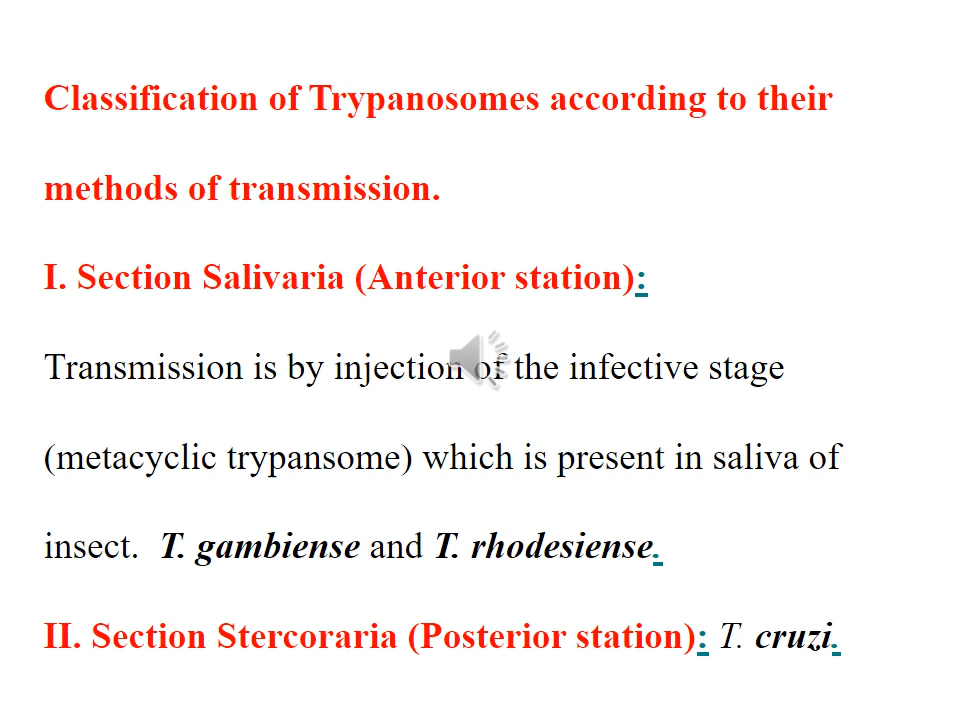 Classification of Trypanosomes according to their
methods of transmission.
I. Section Salivaria (Anterior station):
Transmission is by injection of the infective stage
(metacyclic trypansome) which is present in saliva of
insect. T. gambiense and T. rhodesiense.
II. Section Stercoraria (Posterior station): T. cruzi.